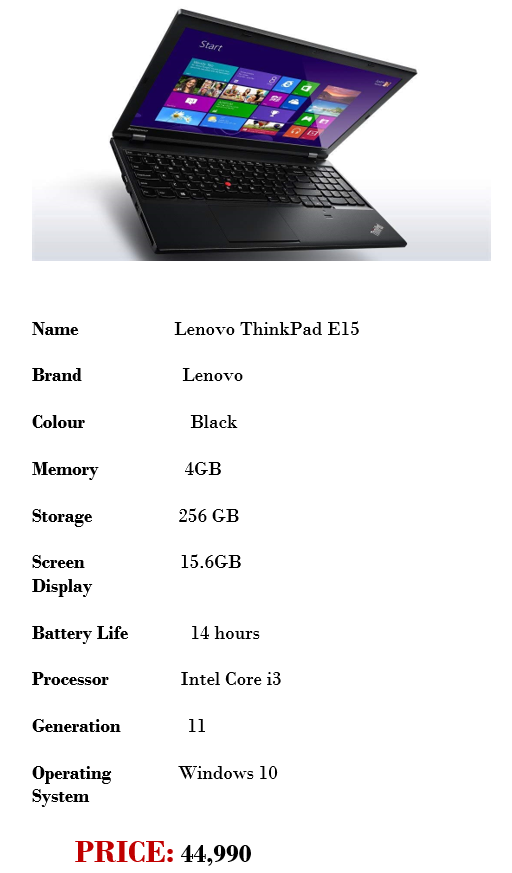 Start
ThinkPad
Name Lenovo ThinkPad E15
Brand Lenovo
Colour Black
Memory 4GB
Storage 256 GB
Screen 15.6GB
Display
Battery Life 14 hours
Processor Intel Core i3
Generation 11
Operating Windows 10
System
PRICE: 44,990